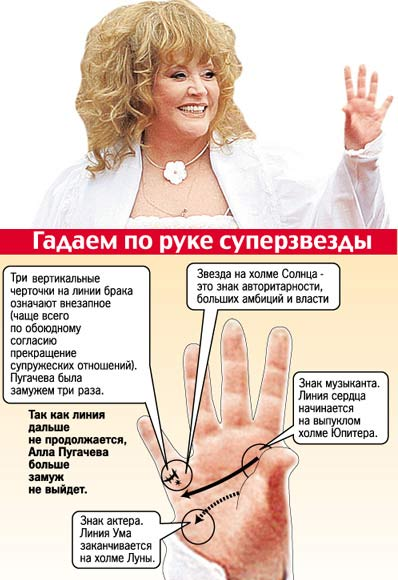 Гадаем по руке суперзвезды
Три вертикальные
черточки на линии брака
означают внезапное
(чаще всего
по обоюдному
согласию
прекращение
супружеских отношений).
Пугачева была
замужем три раза.
Звезда на холме Солнца -
это знак авторитарности,
больших амбиций и власти
Так как линия
дальше
не продолжается,
Алла Пугачева
больше
замуж
не выйдет.
Знак музыканта.
Линия сердца
начинается
на выпуклом
холме Юпитера.
Знак актера.
Линия Ума
заканчивается
на холме Луны.